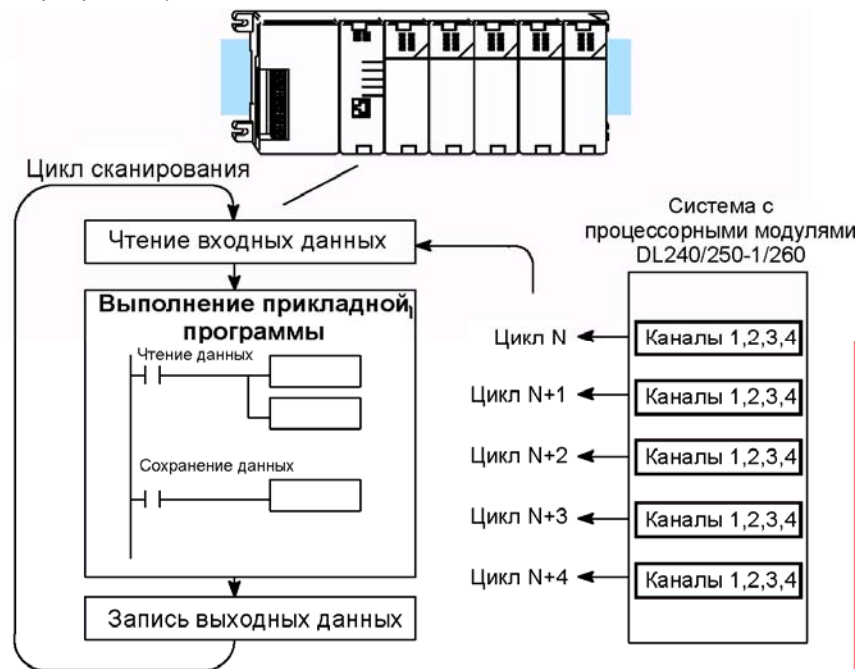 Цикл сканирования
Чтение входных данных
Выполнение прикладной
программы
Чтение данных
Сохранение данных
Запись выходных данных
Система с
процессорными модулями
DL240/250-1/260
Цикл N
Каналы 1,2,3,4
Цикл N+1
Каналы 1,2,3,4
Цикл N+2
Каналы 1,2,3,4
Цикл N+3
Каналы 1,2,3,4
Цикл N+4
Каналы 1,2,3,4